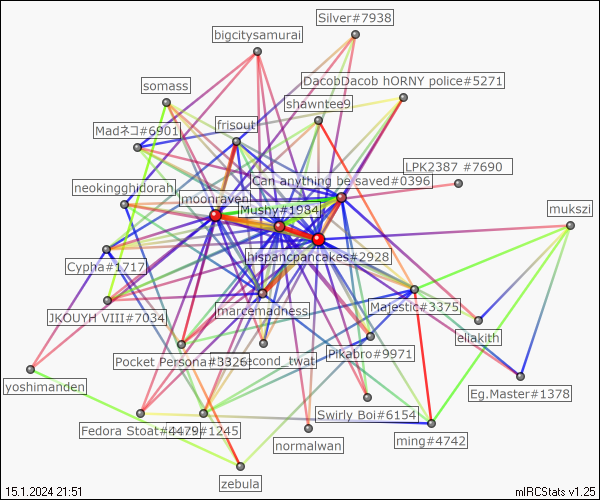 Silver#7938
bigcitysamurai
DacobDacob hORNY police#5271
somass
shawntee9
Madネコ#6901
frisout
LPK2387 #7690
Can anything be saved#0396
neokingghidorah
moonraven
Mushy#1984
mukszi
hispancpancakes#2928
Cypha#1717
Majestic#3375
JKOUYH VIII#7034
marcemadness
eliakith
Pocket Persona#3326
econd_twat
Pikabro#9971
yoshimanden
Eg.Master#1378
Swirly Boi#6154
Fedora Stoat#4479
#1245
ming#4742
normalwan
zebula
15.1.2024 21:51
mIRCStats v1.25